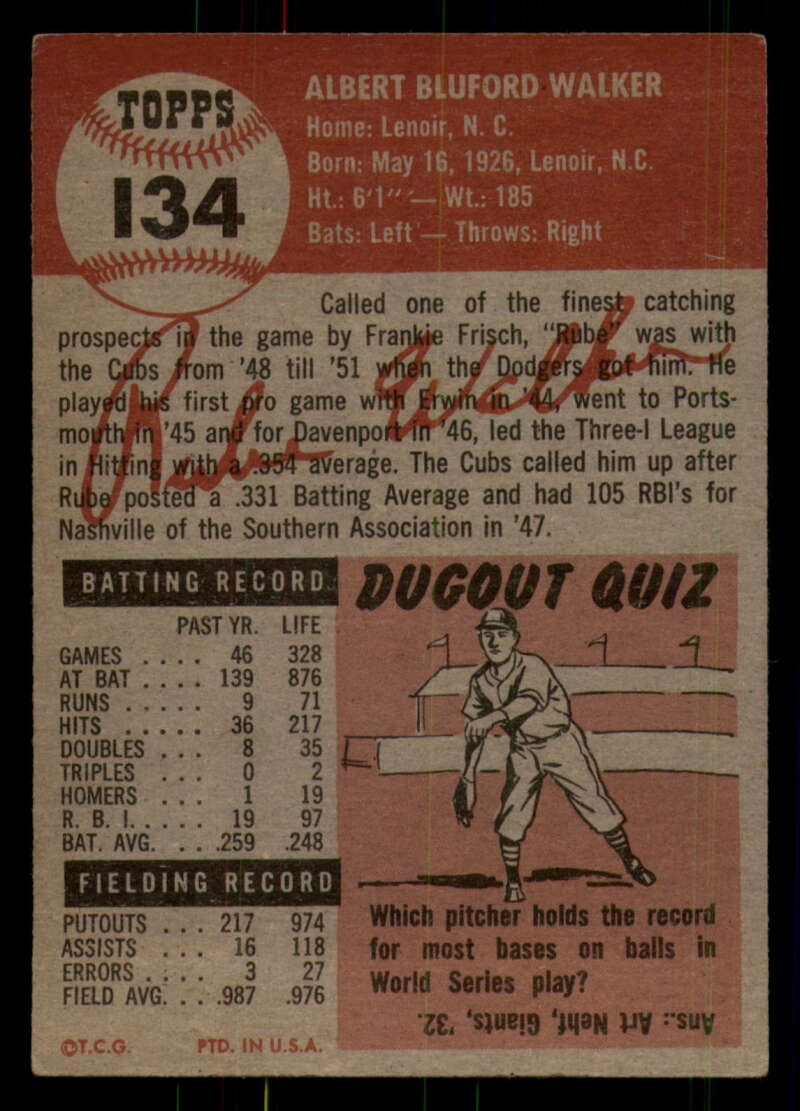 TOPPS
134
ALBERT BLUFORD WALKER
Home: Lenoir, N. C.
Born: May 16, 1926, Lenoir, N.C.
Ht.: 6'1" — Wt.: 185
Bats: Left — Throws: Right
Called one of the finest catching
prospects in the game by Frankie Frisch, "Rube" was with
the Cubs from '48 till '51 when the Dodgers got him. He
played his first pro game with Erwin in '44, went to Ports-
mouth in '45 and for Davenport in '46, led the Three-I League
in Hitting with a .354 average. The Cubs called him up after
Rube posted a .331 Batting Average and had 105 RBI's for
Nashville of the Southern Association in '47.
BATTING RECORD
PAST YR. LIFE
GAMES .... 46 328
AT BAT .... 139 876
RUNS ..... 9 71
HITS ..... 36 217
DOUBLES ... 8 35
TRIPLES ... 0 2
HOMERS ... 1 19
R. B. I. .... 19 97
BAT. AVG. ... .259 .248
FIELDING RECORD
PUTOUTS ... 217 974
ASSISTS ... 16 118
ERRORS .... 3 27
FIELD AVG. ... .987 .976
©T.C.G. PTD. IN U.S.A.
DUGOUT QUIZ
Which pitcher holds the record
for most bases on balls in
World Series play?
Ans.: Art Nehf, Giants, '32.